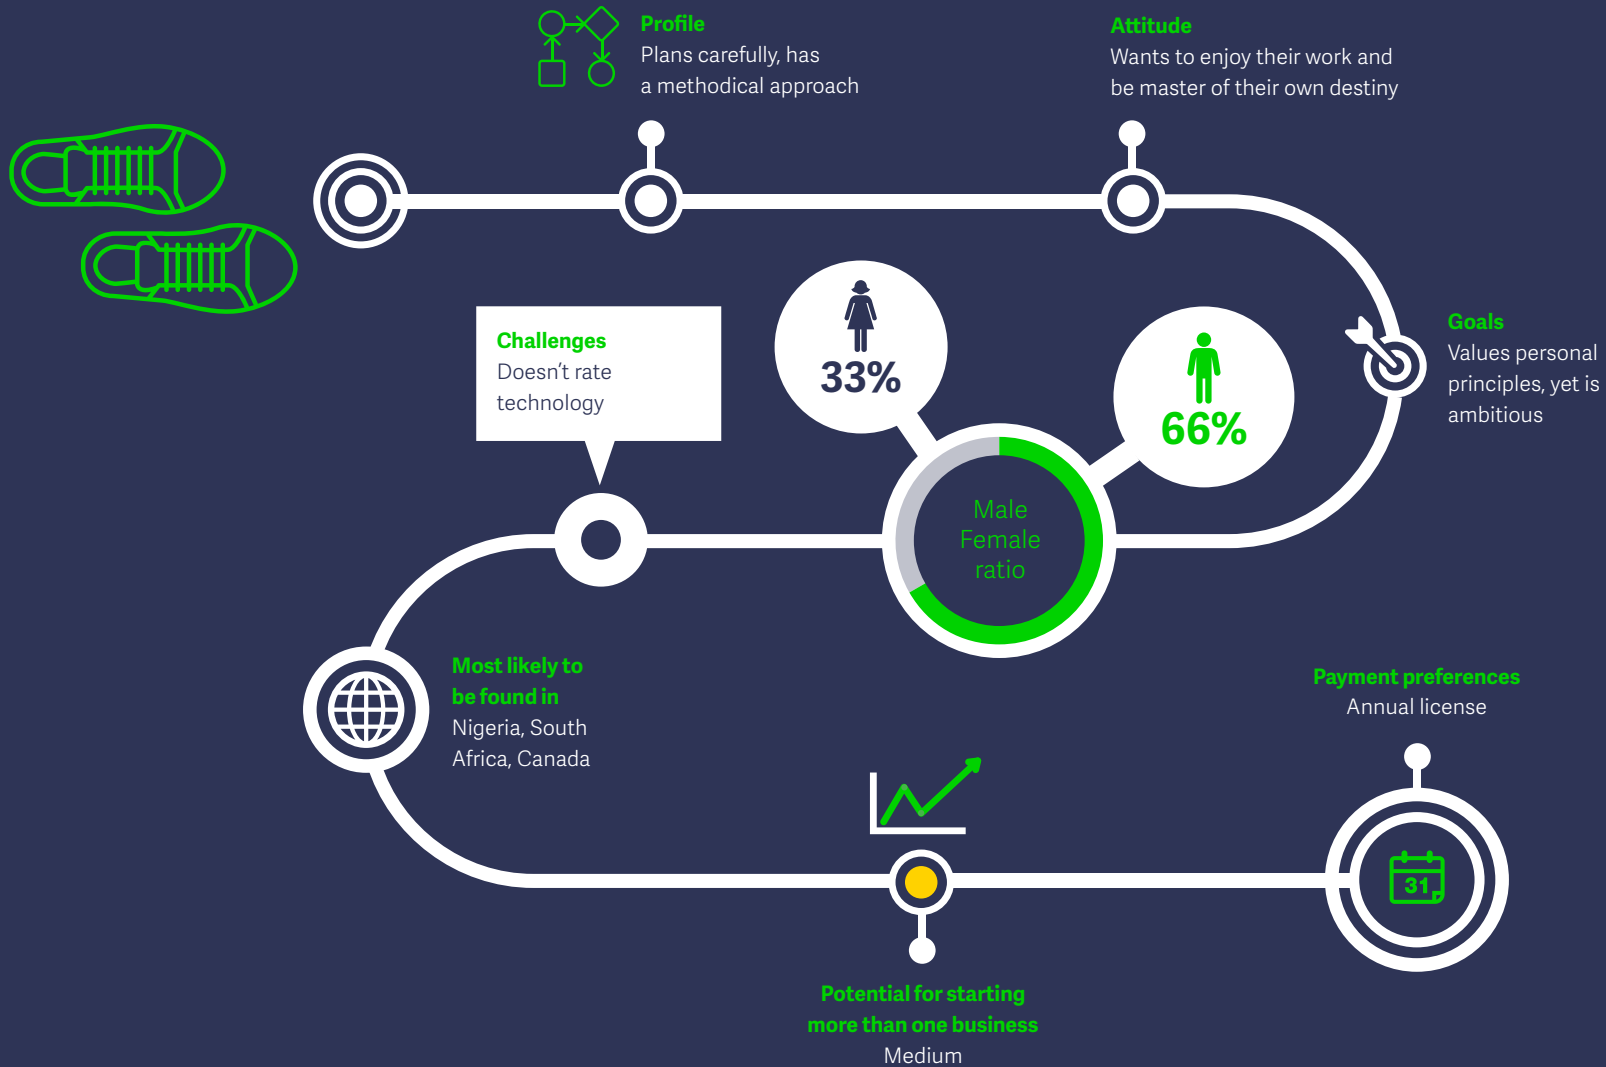 Profile
Plans carefully, has
a methodical approach
Attitude
Wants to enjoy their work and
be master of their own destiny
Goals
Values personal
principles, yet is
ambitious
66%
33%
Male
Female
ratio
Challenges
Doesn't rate
technology
Most likely to
be found in
Nigeria, South
Africa, Canada
Potential for starting
more than one business
Medium
Payment preferences
Annual license
31